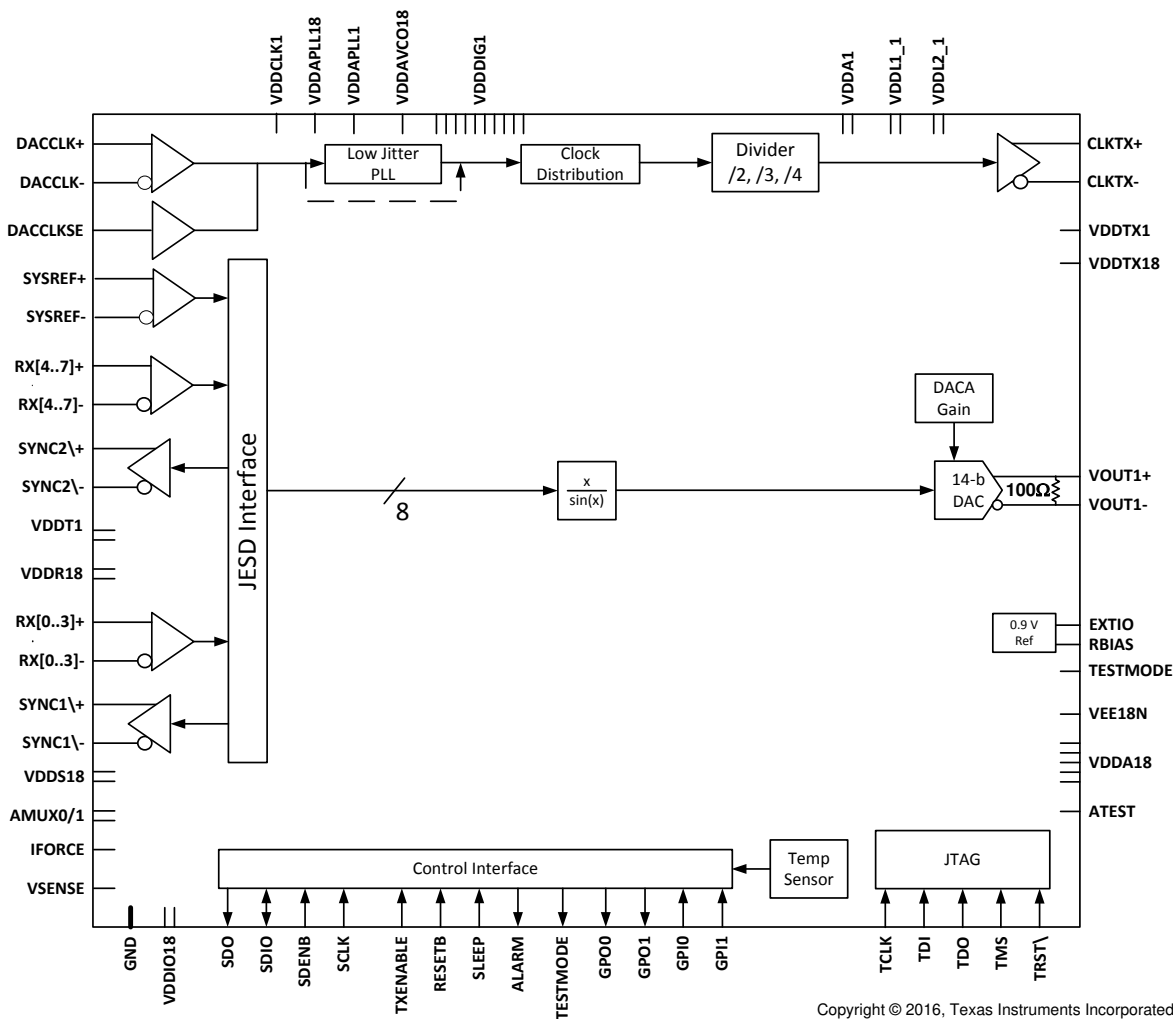 VDDCLK1
VDDAPLL18
VDDAPLL1
VDDAVCO18
VDDDIG1
VDDA1
VDDL1_1
VDDL2_1
DACCLK+
DACCLK-
DACCLKSE
SYSREF+
SYSREF-
RX[4..7]+
RX[4..7]-
SYNC2\+
SYNC2\-
VDDT1
VDDR18
RX[0..3]+
RX[0..3]-
SYNC1\+
SYNC1\-
VDDS18
AMUX0/1
IFORCE
VSENSE
Low Jitter
PLL
Clock
Distribution
Divider
/2, /3, /4
JESD Interface
8
x
sin(x)
DACA
Gain
14-b
DAC
100Ω
0.9 V
Ref
Control Interface
Temp
Sensor
JTAG
CLKTX+
CLKTX-
VDDTX1
VDDTX18
VOUT1+
VOUT1-
EXTIO
RBIAS
TESTMODE
VEE18N
VDDA18
ATEST
GND
VDDIO18
SDO
SDIO
SDENB
SCLK
TXENABLE
RESETB
SLEEP
ALARM
TESTMODE
GPO0
GPO1
GPI0
GPI1
TCLK
TDI
TDO
TMS
TRST\
Copyright © 2016, Texas Instruments Incorporated